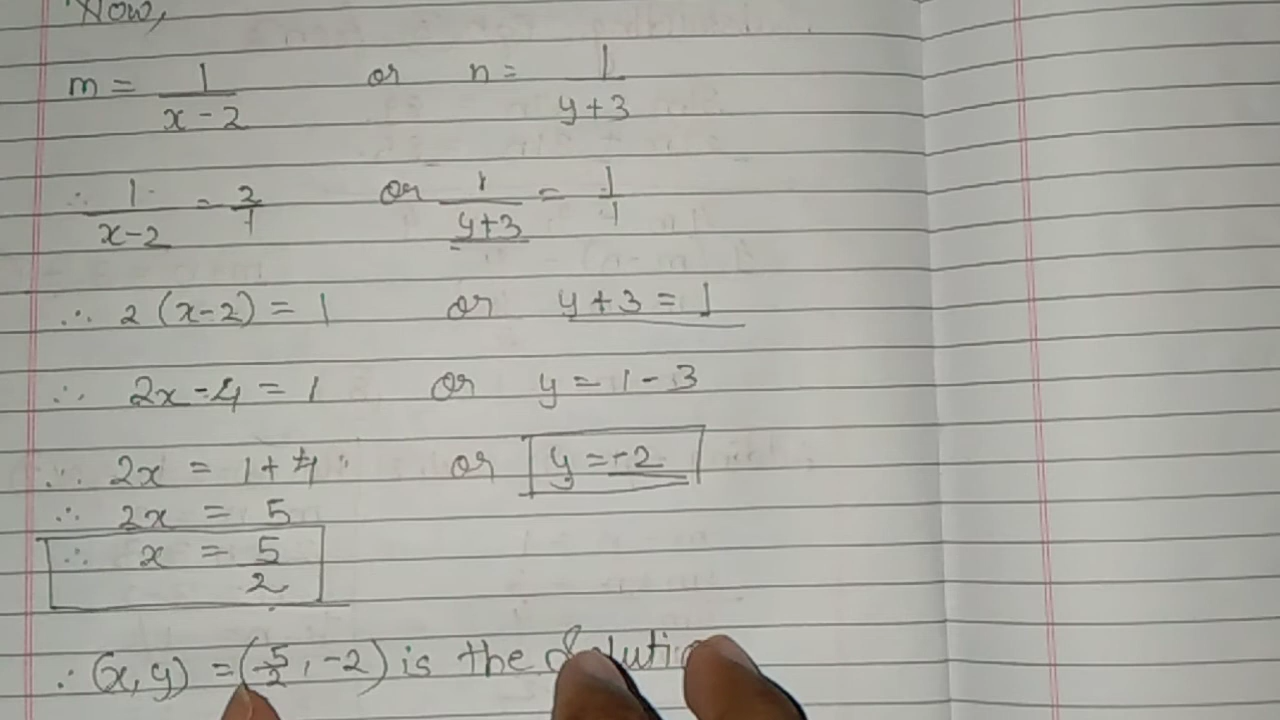 Now,
m = 1/(x-2) or n = 1/(y+3)
∴ 1/(x-2) = 2/1 or 1/(y+3) = 1/1
∴ 2(x-2) = 1 or y+3 = 1
∴ 2x-4 = 1 or y = 1-3
∴ 2x = 1+4 or y = -2
∴ 2x = 5
∴ x = 5/2
∴ (x,y) = (5/2, -2) is the